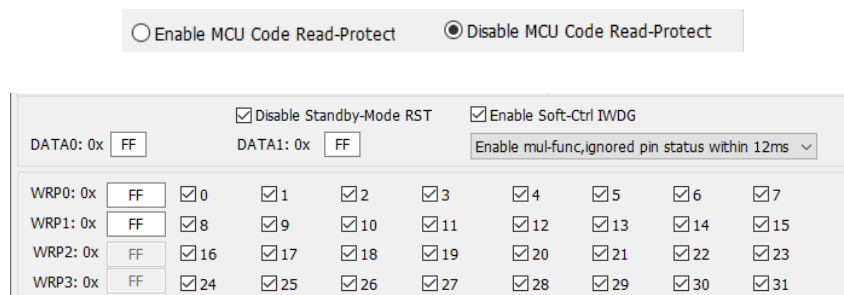 Enable MCU Code Read-Protect Disable MCU Code Read-Protect
Disable Standby-Mode RST Enable Soft-Ctrl IWDG
DATA0: 0x FF DATA1: 0x FF Enable mul-func,ignored pin status within 12ms
WRP0: 0x FF 0 1 2 3 4 5 6 7
WRP1: 0x FF 8 9 10 11 12 13 14 15
WRP2: 0x FF 16 17 18 19 20 21 22 23
WRP3: 0x FF 24 25 26 27 28 29 30 31